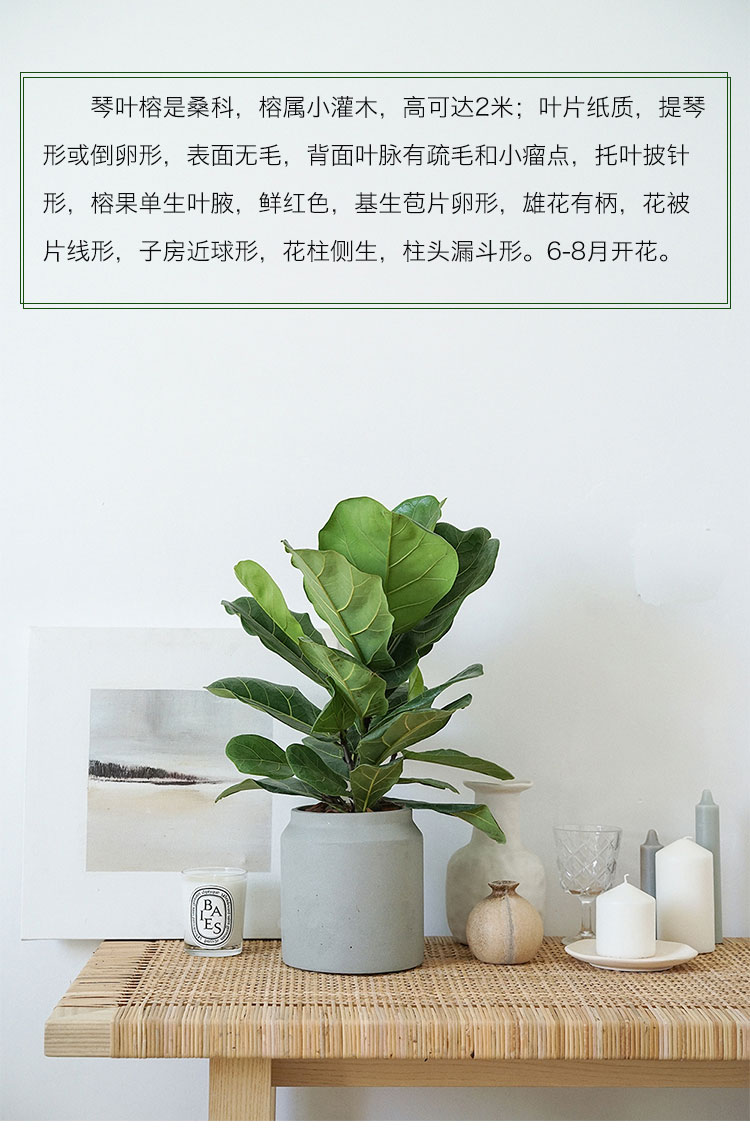 琴叶榕是桑科，榕属小灌木，高可达2米；叶片纸质，提琴
形或倒卵形，表面无毛，背面叶脉有疏毛和小瘤点，托叶披针
形，榕果单生叶腋，鲜红色，基生苞片卵形，雄花有柄，花被
片线形，子房近球形，花柱侧生，柱头漏斗形。6-8月开花。
diptyque
BAIES